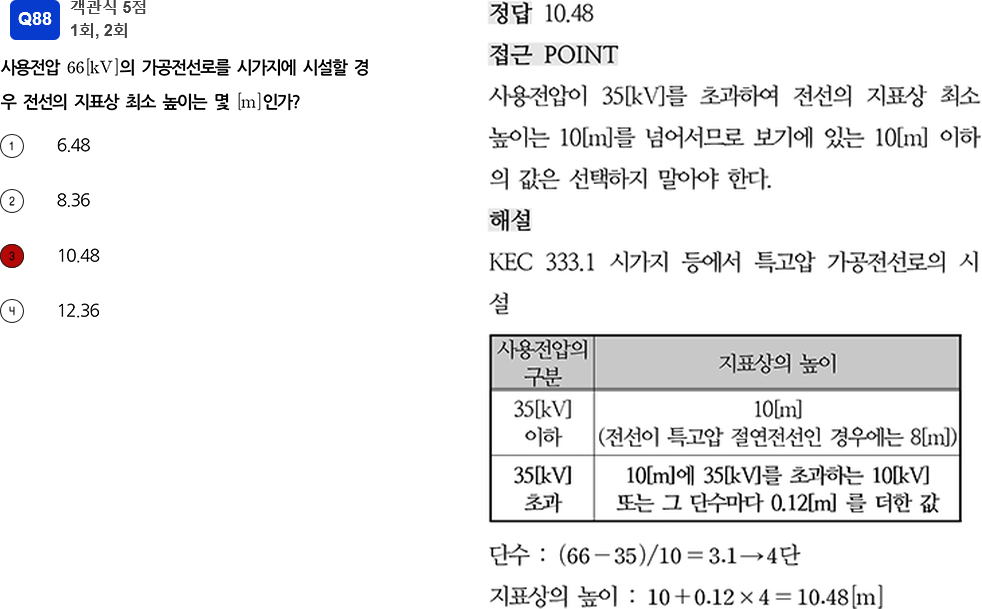 Q88
객관식 5점
1회, 2회
사용전압 66[kV]의 가공전선로를 시가지에 시설할 경
우 전선의 지표상 최소 높이는 몇 [m]인가?
1 6.48
2 8.36
3 10.48
4 12.36
정답 10.48
접근 POINT
사용전압이 35[kV]를 초과하여 전선의 지표상 최소
높이는 10[m]를 넘어서므로 보기에 있는 10[m] 이하
의 값은 선택하지 말아야 한다.
해설
KEC 333.1 시가지 등에서 특고압 가공전선로의 시
설
사용전압의
구분
지표상의 높이
35[kV]
이하
10[m]
(전선이 특고압 절연전선인 경우에는 8[m])
35[kV]
초과
10[m]에 35[kV]를 초과하는 10[kV]
또는 그 단수마다 0.12[m] 를 더한 값
단수 : (66-35)/10=3.1→4단
지표상의 높이 : 10+0.12×4=10.48[m]